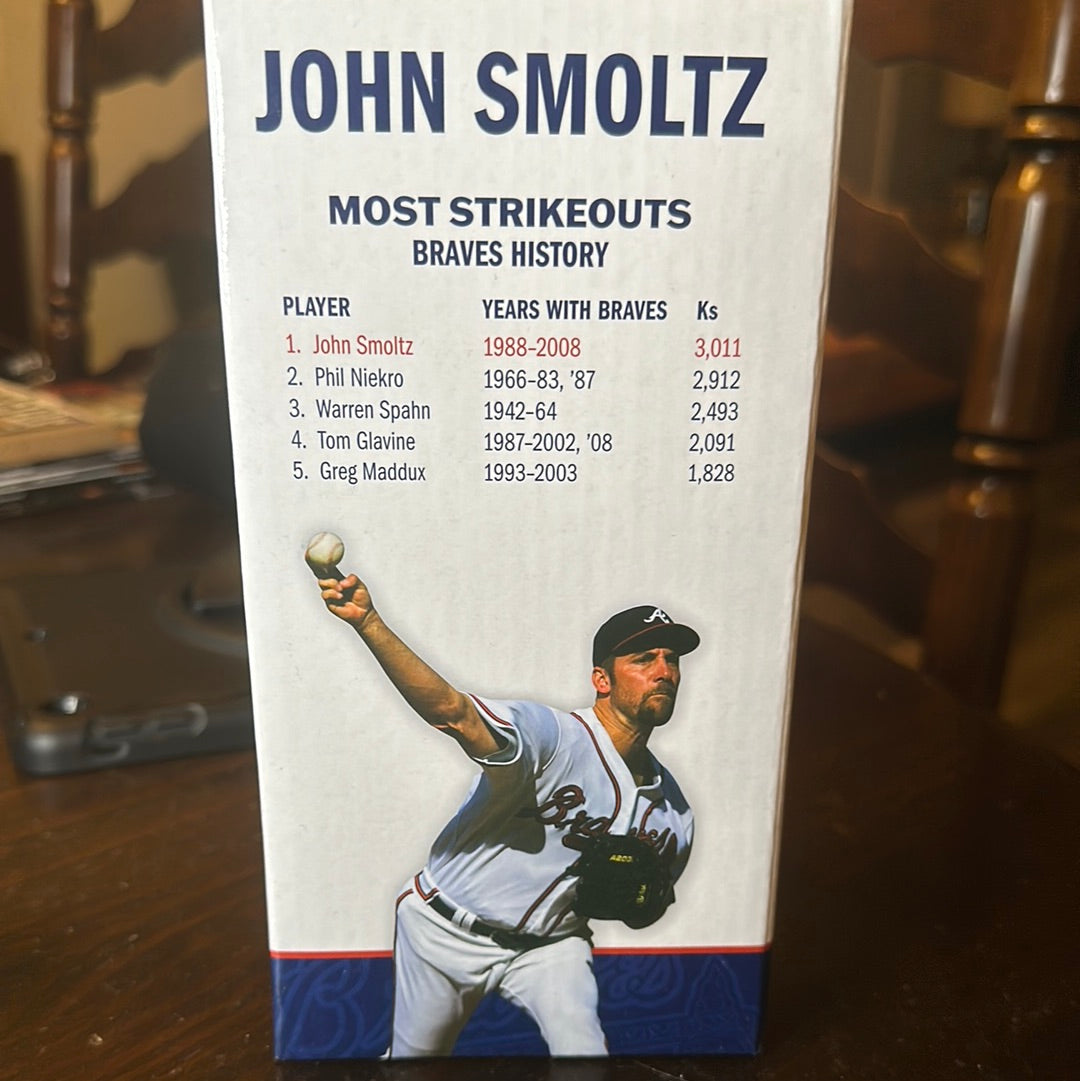 JOHN SMOLTZ
MOST STRIKEOUTS
BRAVES HISTORY
PLAYER YEARS WITH BRAVES Ks
1. John Smoltz 1988–2008 3,011
2. Phil Niekro 1966–83, ’87 2,912
3. Warren Spahn 1942–64 2,493
4. Tom Glavine 1987–2002, ’08 2,091
5. Greg Maddux 1993–2003 1,828
A
Braves